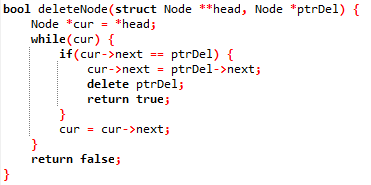 bool deleteNode(struct Node **head, Node *ptrDel) {
    Node *cur = *head;
    while(cur) {
        if(cur->next == ptrDel) {
            cur->next = ptrDel->next;
            delete ptrDel;
            return true;
        }
        cur = cur->next;
    }
    return false;
}